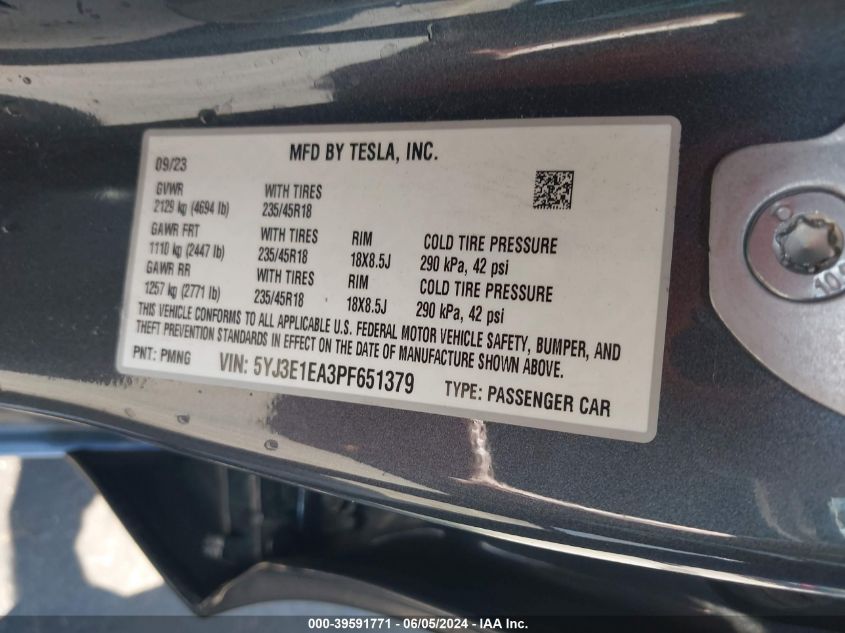 MFD BY TESLA, INC.
09/23
GVWR WITH TIRES
2129 kg (4694 lb) 235/45R18
GAWR FRT WITH TIRES RIM COLD TIRE PRESSURE
1110 kg (2447 lb) 235/45R18 18X8.5J 290 kPa, 42 psi
GAWR RR WITH TIRES RIM COLD TIRE PRESSURE
1257 kg (2771 lb) 235/45R18 18X8.5J 290 kPa, 42 psi
THIS VEHICLE CONFORMS TO ALL APPLICABLE U.S. FEDERAL MOTOR VEHICLE SAFETY, BUMPER, AND
THEFT PREVENTION STANDARDS IN EFFECT ON THE DATE OF MANUFACTURE SHOWN ABOVE.
PNT: PMNG VIN: 5YJ3E1EA3PF651379 TYPE: PASSENGER CAR
000-39591771 - 06/05/2024 - IAA Inc.